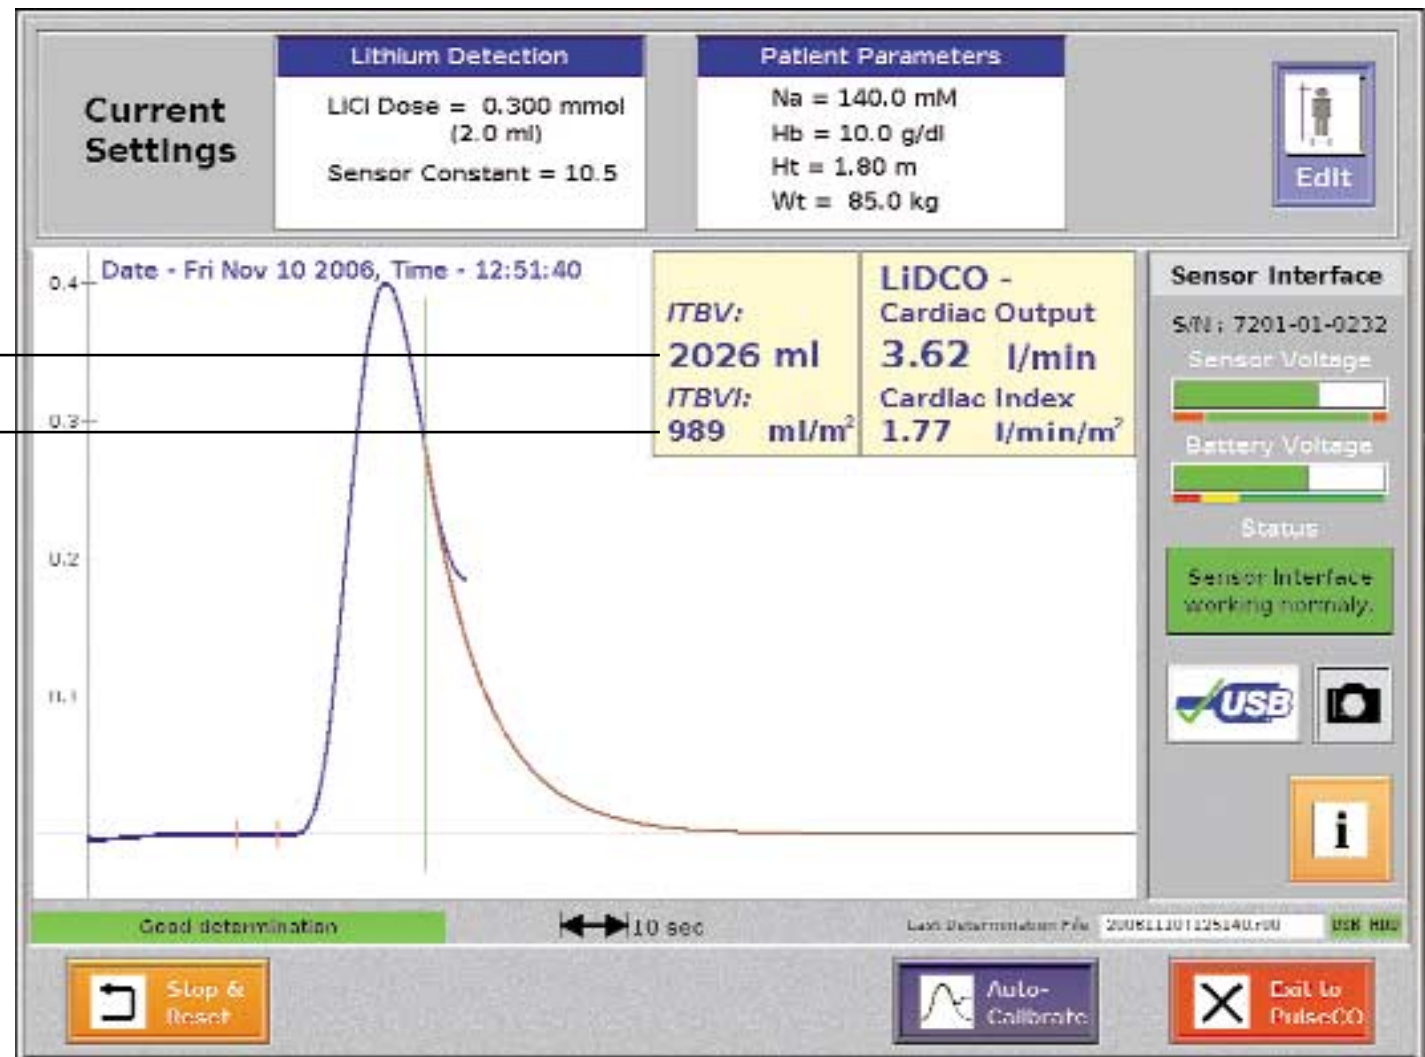 Current
Settings
Lithium Detection
LiCl Dose = 0.300 mmol
(2.0 ml)
Sensor Constant = 10.5
Patient Parameters
Na = 140.0 mM
Hb = 10.0 g/dl
Ht = 1.80 m
Wt = 85.0 kg
Edit
Date - Fri Nov 10 2006, Time - 12:51:40
0.4
0.3
0.2
0.1
ITBV:
2026 ml
ITBVI:
989 ml/m²
LiDCO -
Cardiac Output
3.62 l/min
Cardiac Index
1.77 l/min/m²
Sensor Interface
S/N : 7201-01-0232
Sensor Voltage
Battery Voltage
Status
Sensor Interface
working normaly.
USB
i
Good determination
10 sec
Last Determination File
USB HDD
Stop &
Reset
Auto-
Calibrate
Exit to
PulseCO